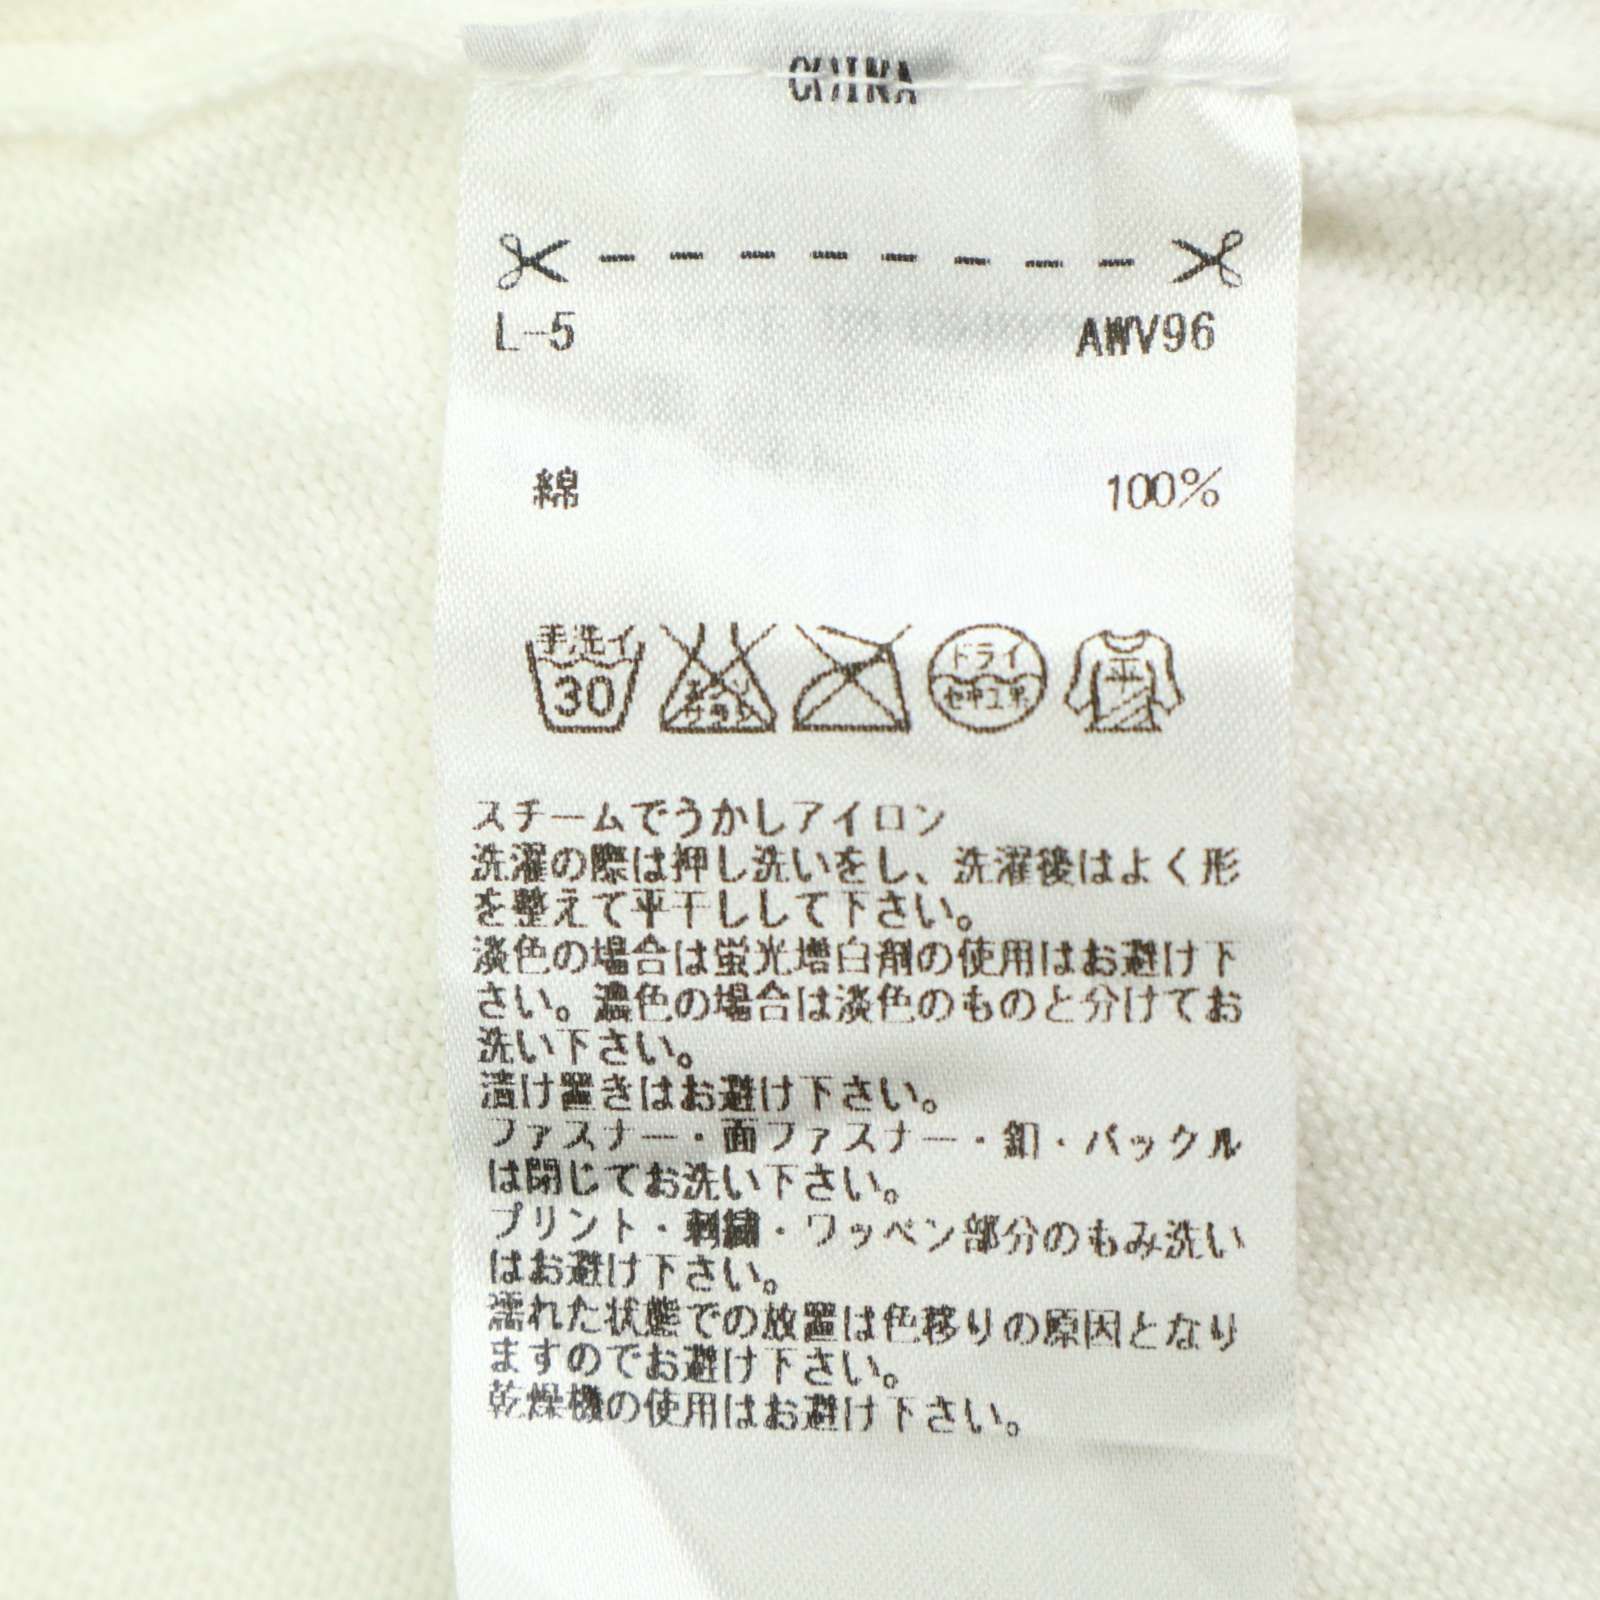 CHINA
L-5 AWV96
綿 100%
手洗イ
30
エンソ
サラシ
ドライ
セキユ系
平
スチームでうかしアイロン
洗濯の際は押し洗いをし、洗濯後はよく形
を整えて平干しして下さい。
淡色の場合は蛍光増白剤の使用はお避け下
さい。濃色の場合は淡色のものと分けてお
洗い下さい。
漬け置きはお避け下さい。
ファスナー・面ファスナー・釦・バックル
は閉じてお洗い下さい。
プリント・刺繍・ワッペン部分のもみ洗い
はお避け下さい。
濡れた状態での放置は色移りの原因となり
ますのでお避け下さい。
乾燥機の使用はお避け下さい。